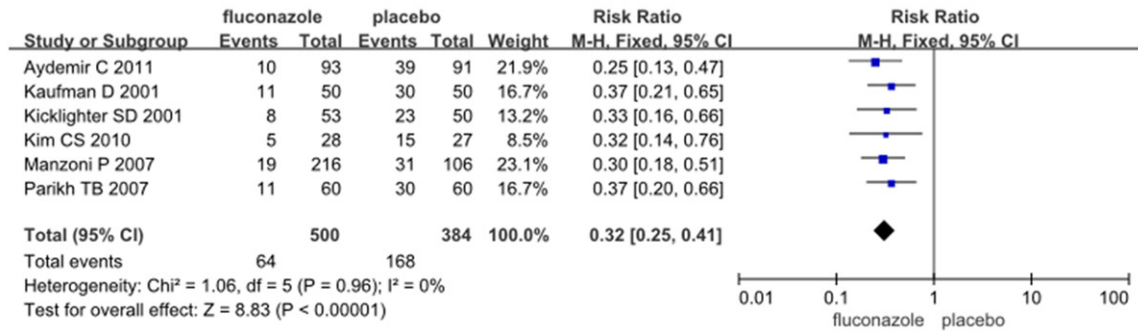 fluconazole placebo Risk Ratio Risk Ratio
Study or Subgroup Events Total Events Total Weight M-H, Fixed, 95% CI M-H, Fixed, 95% CI
Aydemir C 2011 10 93 39 91 21.9% 0.25 [0.13, 0.47]
Kaufman D 2001 11 50 30 50 16.7% 0.37 [0.21, 0.65]
Kicklighter SD 2001 8 53 23 50 13.2% 0.33 [0.16, 0.66]
Kim CS 2010 5 28 15 27 8.5% 0.32 [0.14, 0.76]
Manzoni P 2007 19 216 31 106 23.1% 0.30 [0.18, 0.51]
Parikh TB 2007 11 60 30 60 16.7% 0.37 [0.20, 0.66]
Total (95% CI) 500 384 100.0% 0.32 [0.25, 0.41]
Total events 64 168
Heterogeneity: Chi² = 1.06, df = 5 (P = 0.96); I² = 0%
Test for overall effect: Z = 8.83 (P < 0.00001)
0.01 0.1 1 10 100
fluconazole placebo